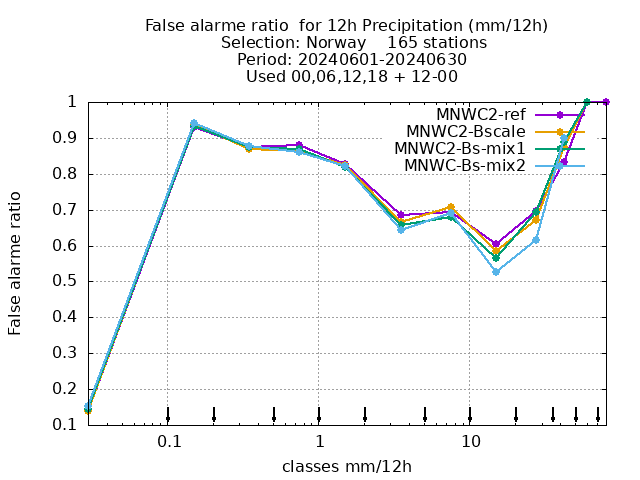 False alarme ratio  for 12h Precipitation (mm/12h)
Selection: Norway    165 stations
Period: 20240601-20240630
Used 00,06,12,18 + 12-00
MNWC2-ref
MNWC2-Bscale
MNWC2-Bs-mix1
MNWC-Bs-mix2
False alarme ratio
1
0.9
0.8
0.7
0.6
0.5
0.4
0.3
0.2
0.1
0.1 1 10
classes mm/12h